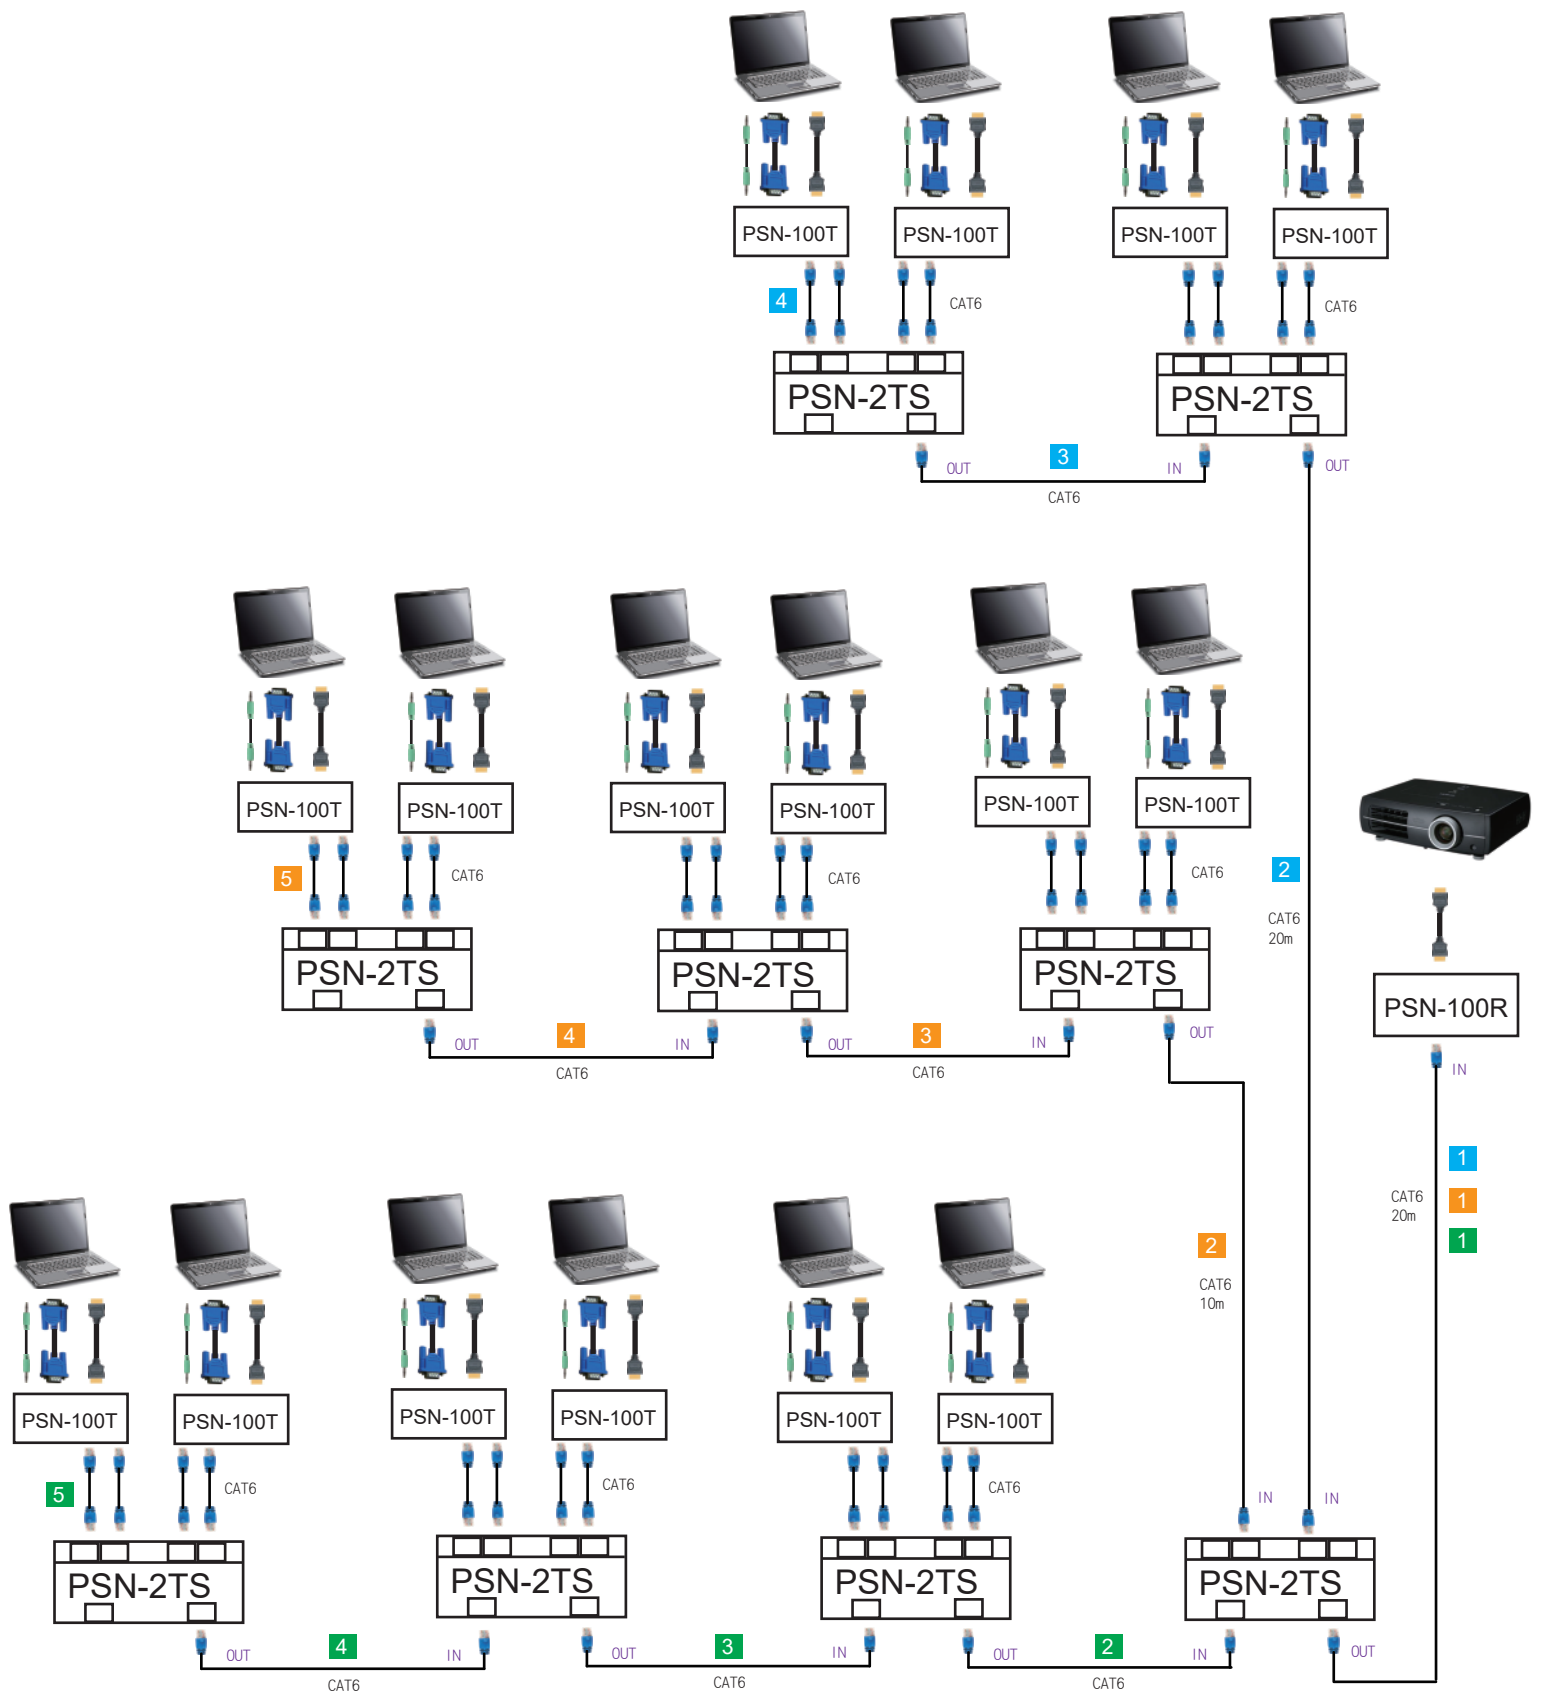 PSN-100T PSN-100T PSN-100T PSN-100T
4 CAT6 CAT6
PSN-2TS PSN-2TS
OUT 3 IN OUT
CAT6
PSN-100T PSN-100T PSN-100T PSN-100T PSN-100T PSN-100T
5 CAT6 CAT6 CAT6 2
CAT6
20m
PSN-2TS PSN-2TS PSN-2TS
PSN-100R
OUT 4 IN OUT 3 IN OUT
CAT6 CAT6
IN
1
CAT6
20m
1
1
2
CAT6
10m
PSN-100T PSN-100T PSN-100T PSN-100T PSN-100T PSN-100T
5 CAT6 CAT6 CAT6
IN IN
PSN-2TS PSN-2TS PSN-2TS PSN-2TS
OUT 4 IN OUT 3 IN OUT 2 IN OUT
CAT6 CAT6 CAT6